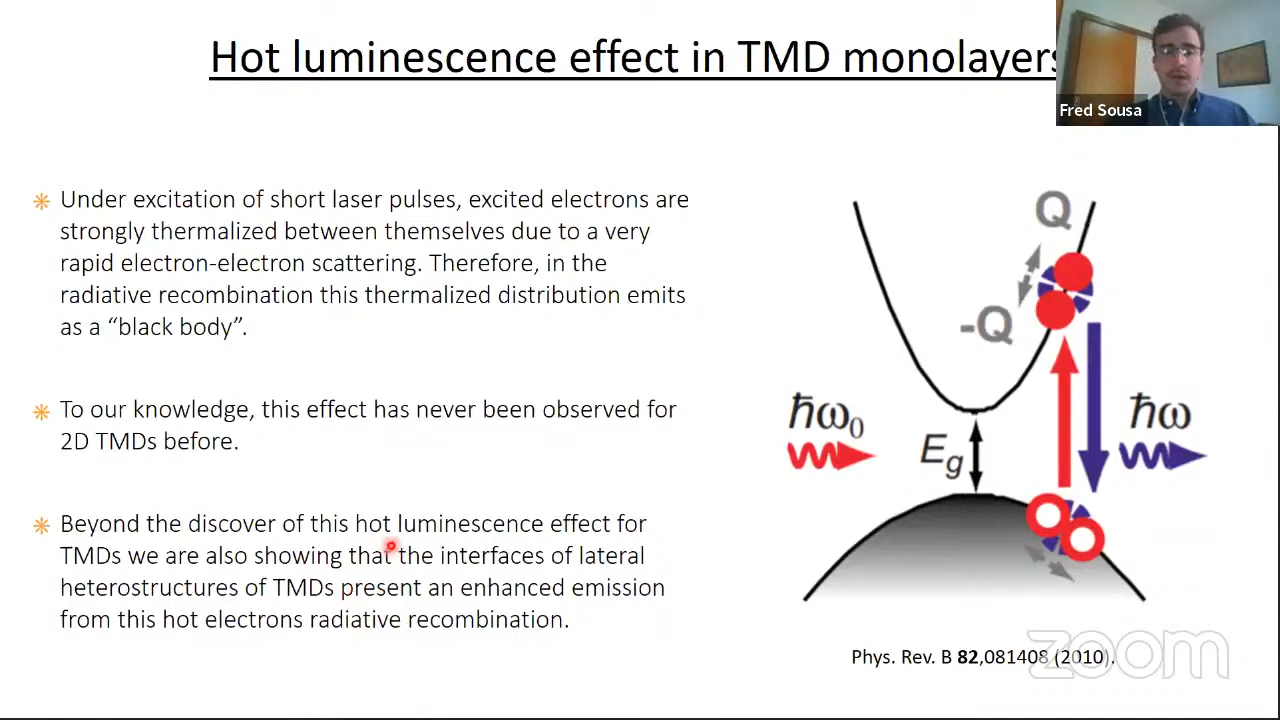 Hot luminescence effect in TMD monolayers
Fred Sousa
Under excitation of short laser pulses, excited electrons are
strongly thermalized between themselves due to a very
rapid electron-electron scattering. Therefore, in the
radiative recombination this thermalized distribution emits
as a “black body”.
To our knowledge, this effect has never been observed for
2D TMDs before.
Beyond the discover of this hot luminescence effect for
TMDs we are also showing that the interfaces of lateral
heterostructures of TMDs present an enhanced emission
from this hot electrons radiative recombination.
Q
-Q
ħω₀
E_g
ħω
Phys. Rev. B 82,081408 (2010).
zoom